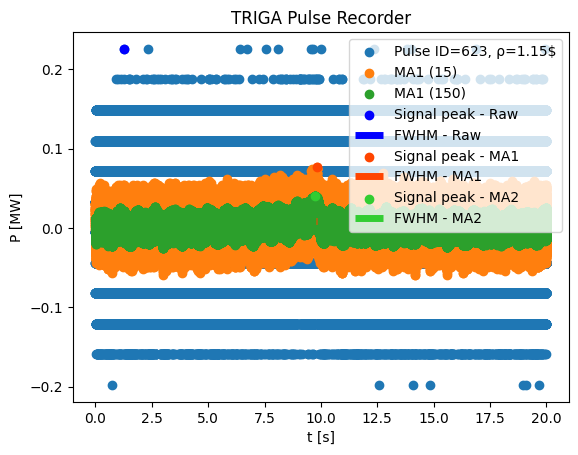 TRIGA Pulse Recorder
P [MW]
0.2
0.1
0.0
−0.1
−0.2
Pulse ID=623, ρ=1.15$
MA1 (15)
MA1 (150)
Signal peak - Raw
FWHM - Raw
Signal peak - MA1
FWHM - MA1
Signal peak - MA2
FWHM - MA2
0.0 2.5 5.0 7.5 10.0 12.5 15.0 17.5 20.0
t [s]